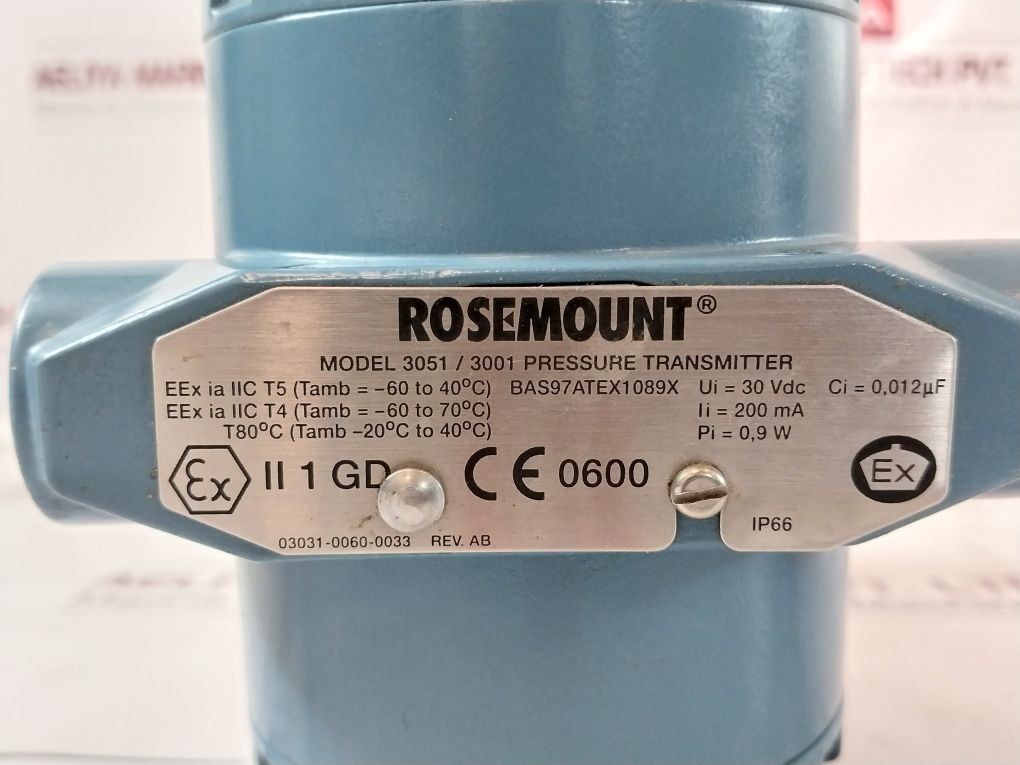 ROSEMOUNT®
MODEL 3051 / 3001 PRESSURE TRANSMITTER
EEx ia IIC T5 (Tamb = -60 to 40°C) BAS97ATEX1089X Ui = 30 Vdc Ci = 0,012µF
EEx ia IIC T4 (Tamb = -60 to 70°C) Ii = 200 mA
T80°C (Tamb -20°C to 40°C) Pi = 0,9 W
Ex II 1 GD CE 0600 Ex
IP66
03031-0060-0033 REV. AB